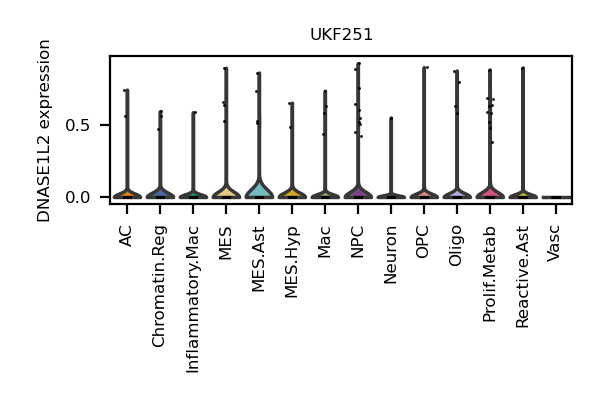 UKF251
DNASE1L2 expression
0.5
0.0
AC
Chromatin.Reg
Inflammatory.Mac
MES
MES.Ast
MES.Hyp
Mac
NPC
Neuron
OPC
Oligo
Prolif.Metab
Reactive.Ast
Vasc